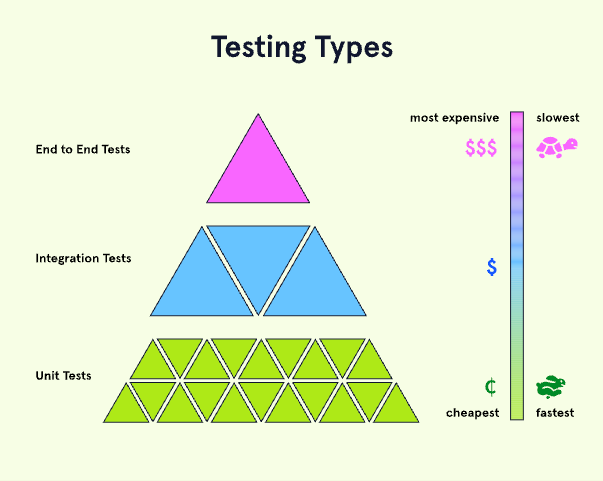 Testing Types
most expensive
slowest
End to End Tests
$$$
Integration Tests
$
Unit Tests
¢
cheapest
fastest